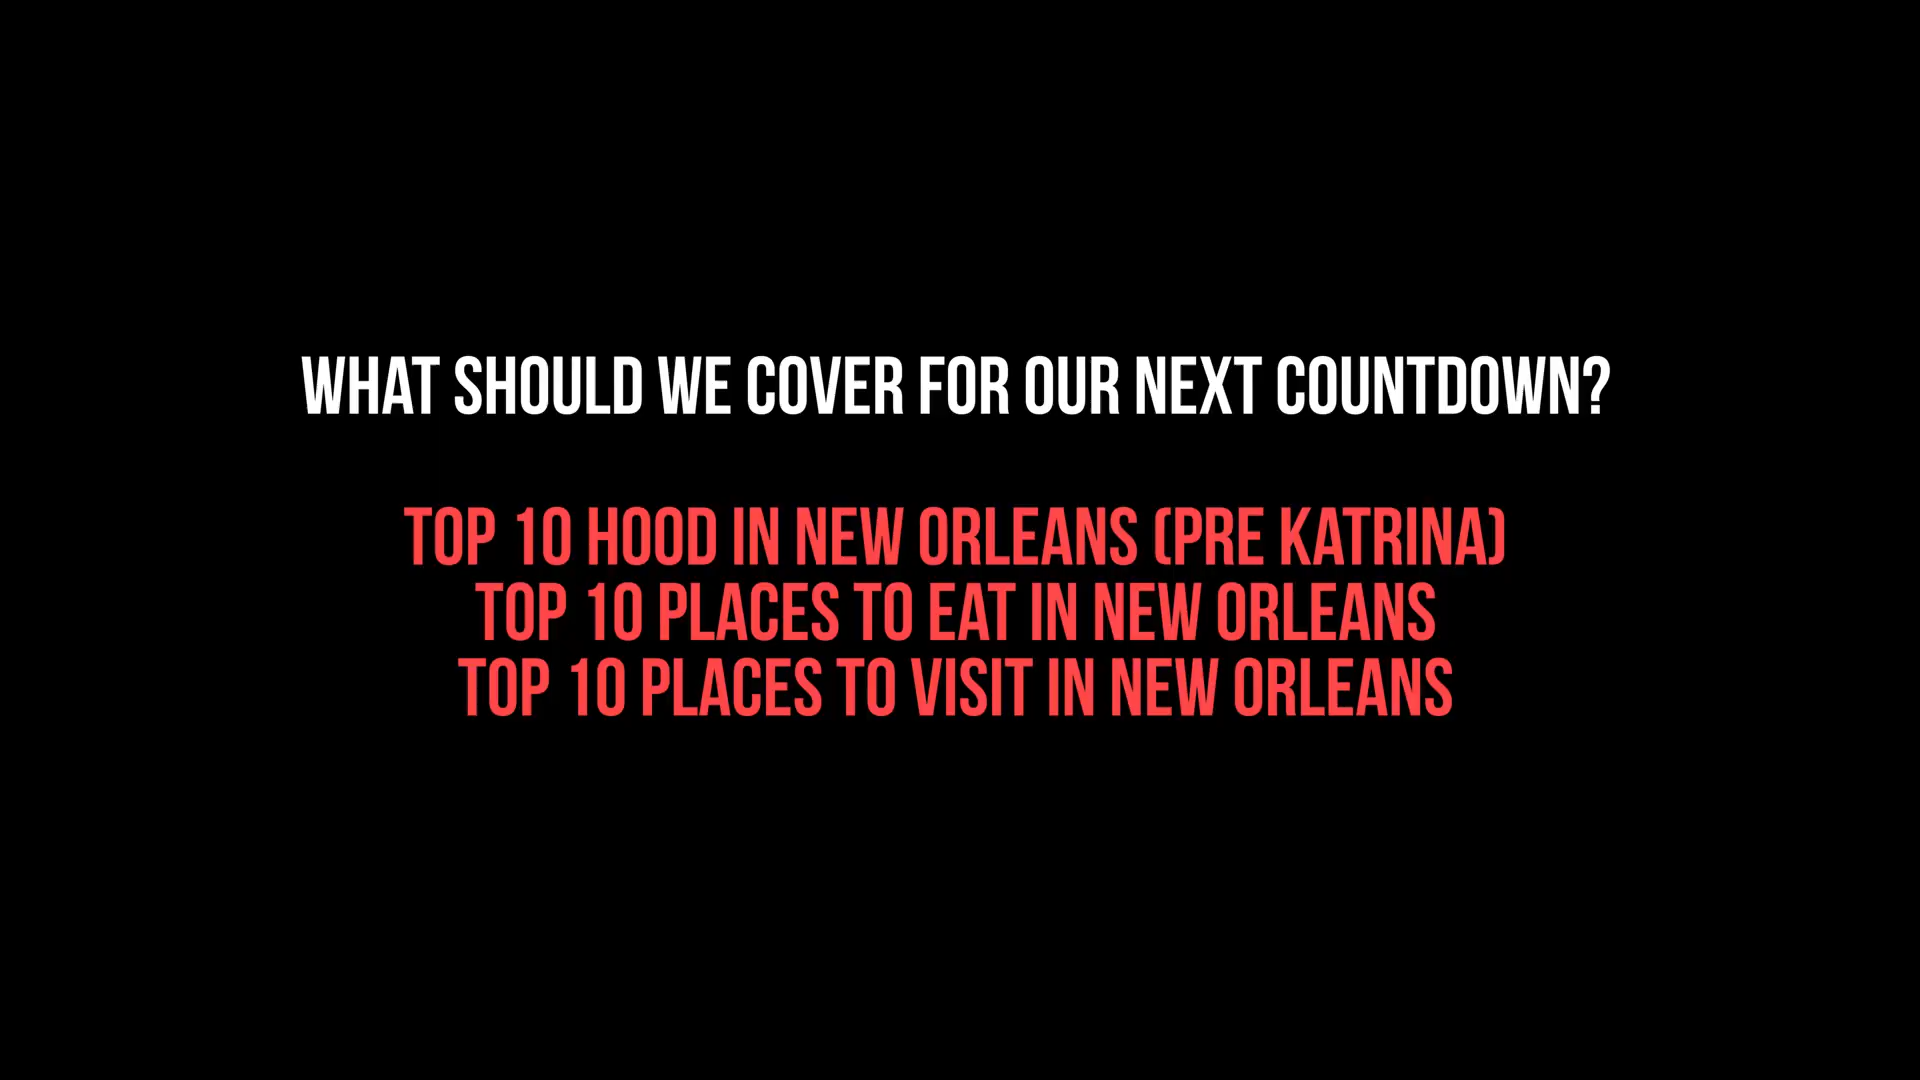 WHAT SHOULD WE COVER FOR OUR NEXT COUNTDOWN?
TOP 10 HOOD IN NEW ORLEANS (PRE KATRINA)
TOP 10 PLACES TO EAT IN NEW ORLEANS
TOP 10 PLACES TO VISIT IN NEW ORLEANS